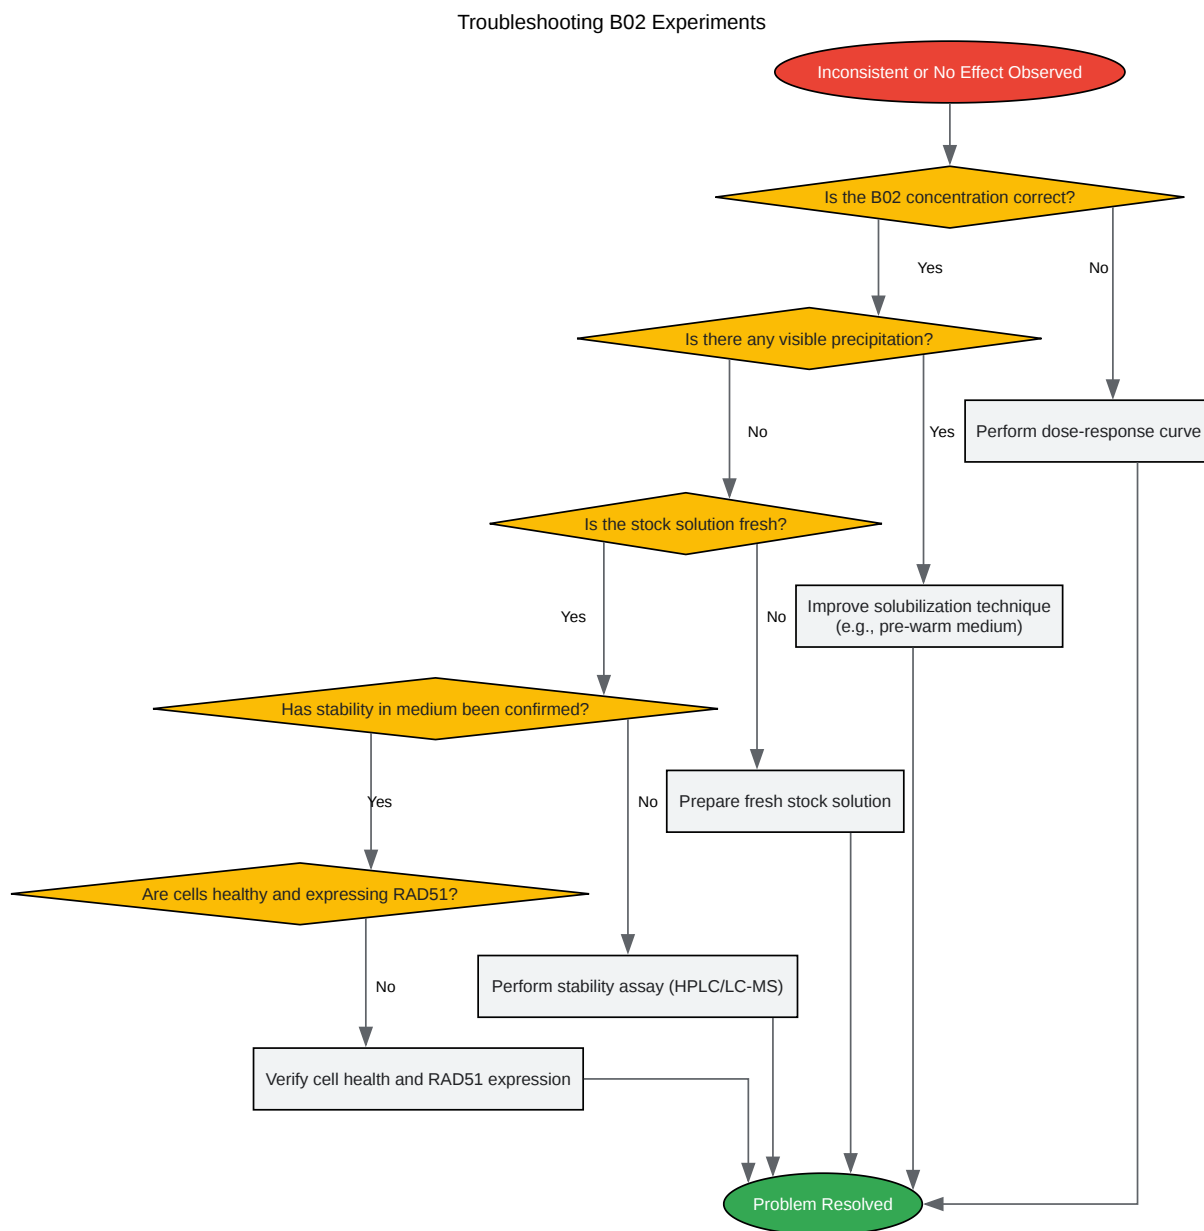 Troubleshooting B02 Experiments
Inconsistent or No Effect Observed
Is the B02 concentration correct?
Yes
No
Is there any visible precipitation?
No
Yes
Perform dose-response curve
Is the stock solution fresh?
Yes
No
Improve solubilization technique
(e.g., pre-warm medium)
Has stability in medium been confirmed?
Yes
No
Prepare fresh stock solution
Are cells healthy and expressing RAD51?
No
Perform stability assay (HPLC/LC-MS)
Verify cell health and RAD51 expression
Problem Resolved